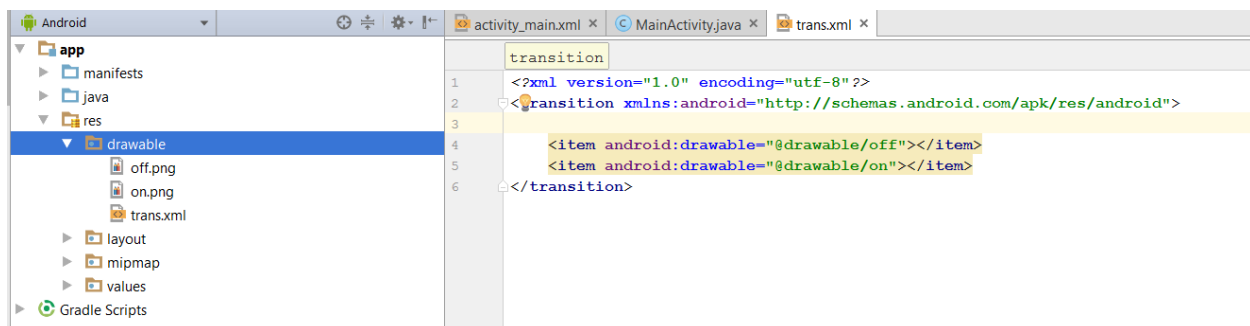 Android
activity_main.xml
MainActivity.java
trans.xml
app
manifests
java
res
drawable
off.png
on.png
trans.xml
layout
mipmap
values
Gradle Scripts
transition
1 <?xml version="1.0" encoding="utf-8"?>
2 <ransition xmlns:android="http://schemas.android.com/apk/res/android">
3
4 <item android:drawable="@drawable/off"></item>
5 <item android:drawable="@drawable/on"></item>
6 </transition>